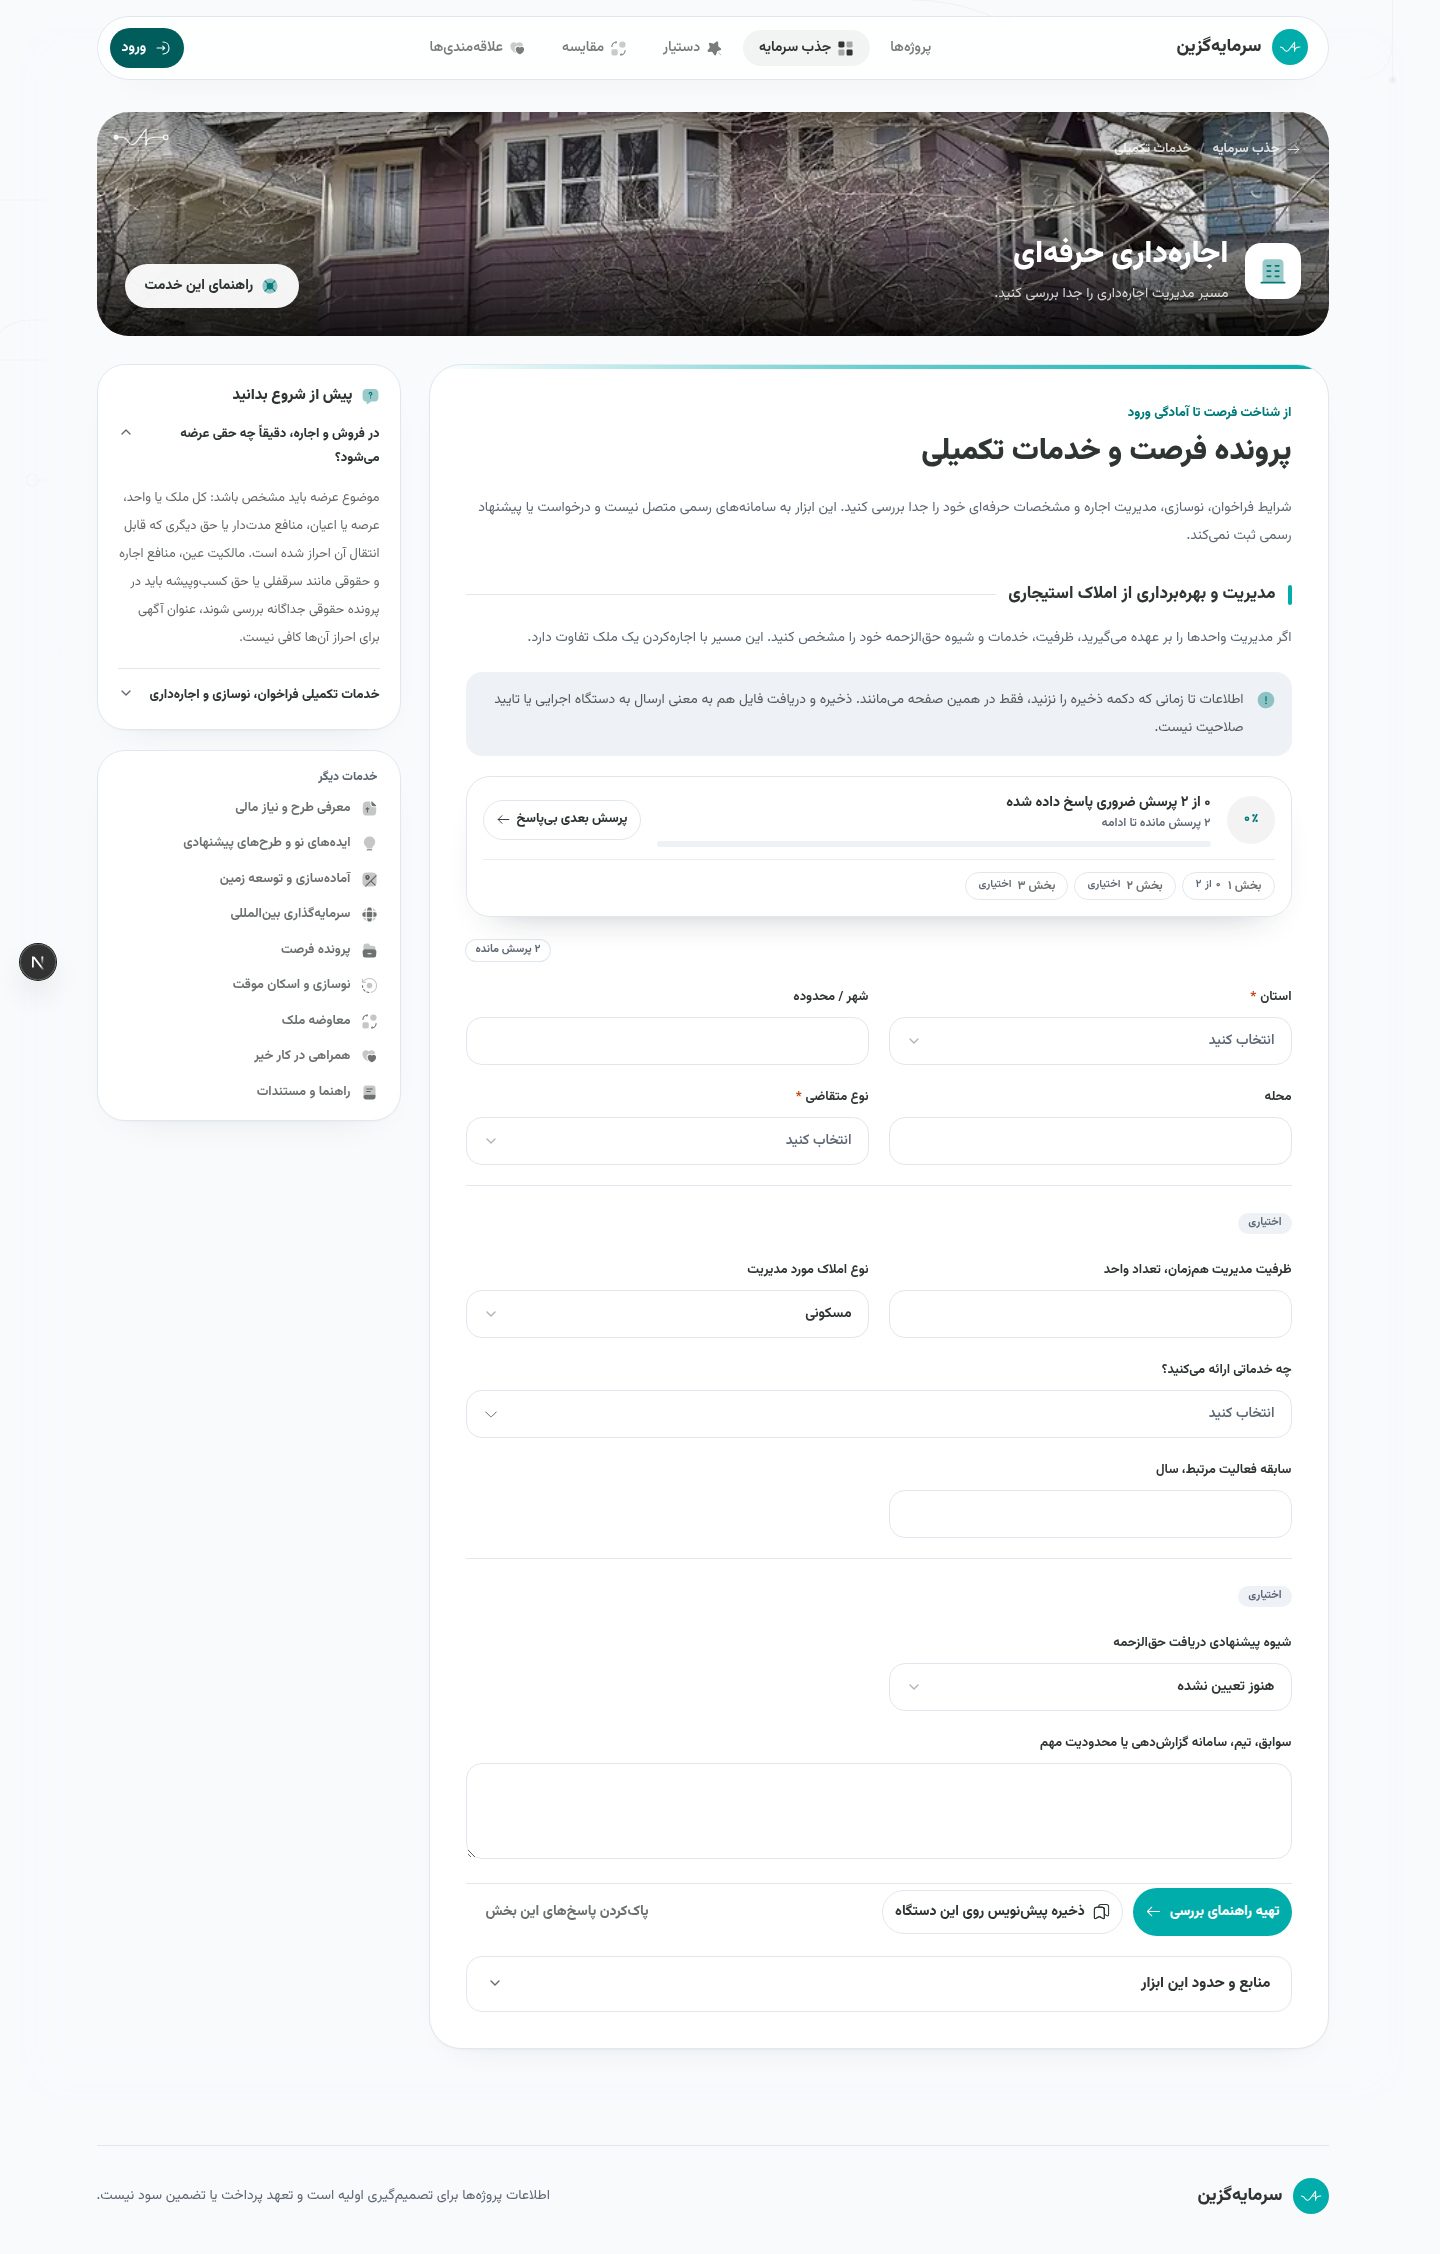 سرمایه‌گزین
پروژه‌ها
جذب سرمایه
دستیار
مقایسه
علاقه‌مندی‌ها
ورود
جذب سرمایه / خدمات تکمیلی
اجاره‌داری حرفه‌ای
مسیر مدیریت اجاره‌داری را جدا بررسی کنید.
راهنمای این خدمت
از شناخت فرصت تا آمادگی ورود
پرونده فرصت و خدمات تکمیلی
شرایط فراخوان، نوسازی، مدیریت اجاره و مشخصات حرفه‌ای خود را جدا بررسی کنید. این ابزار به سامانه‌های رسمی متصل نیست و درخواست یا پیشنهاد
رسمی ثبت نمی‌کند.
مدیریت و بهره‌برداری از املاک استیجاری
اگر مدیریت واحدها را بر عهده می‌گیرید، ظرفیت، خدمات و شیوه حق‌الزحمه خود را مشخص کنید. این مسیر با اجاره‌کردن یک ملک تفاوت دارد.
اطلاعات تا زمانی که دکمه ذخیره را نزنید، فقط در همین صفحه می‌مانند. ذخیره و دریافت فایل هم به معنی ارسال به دستگاه اجرایی یا تایید
صلاحیت نیست.
۰٪
۰ از ۲ پرسش ضروری پاسخ داده شده
۲ پرسش مانده تا ادامه
پرسش بعدی بی‌پاسخ
بخش ۱ ۰ از ۲
بخش ۲ اختیاری
بخش ۳ اختیاری
۲ پرسش مانده
استان *
انتخاب کنید
شهر / محدوده
محله
نوع متقاضی *
انتخاب کنید
اختیاری
ظرفیت مدیریت هم‌زمان، تعداد واحد
نوع املاک مورد مدیریت
مسکونی
چه خدماتی ارائه می‌کنید؟
انتخاب کنید
سابقه فعالیت مرتبط، سال
اختیاری
شیوه پیشنهادی دریافت حق‌الزحمه
هنوز تعیین نشده
سوابق، تیم، سامانه گزارش‌دهی یا محدودیت مهم
تهیه راهنمای بررسی
ذخیره پیش‌نویس روی این دستگاه
پاک‌کردن پاسخ‌های این بخش
منابع و حدود این ابزار
پیش از شروع بدانید
در فروش و اجاره، دقیقاً چه حقی عرضه
می‌شود؟
موضوع عرضه باید مشخص باشد: کل ملک یا واحد،
عرصه یا اعیان، منافع مدت‌دار یا حق دیگری که قابل
انتقال آن احراز شده است. مالکیت عین، منافع اجاره
و حقوقی مانند سرقفلی یا حق کسب‌وپیشه باید در
پرونده حقوقی جداگانه بررسی شوند، عنوان آگهی
برای احراز آن‌ها کافی نیست.
خدمات تکمیلی فراخوان، نوسازی و اجاره‌داری
خدمات دیگر
معرفی طرح و نیاز مالی
ایده‌های نو و طرح‌های پیشنهادی
آماده‌سازی و توسعه زمین
سرمایه‌گذاری بین‌المللی
پرونده فرصت
نوسازی و اسکان موقت
معاوضه ملک
همراهی در کار خیر
راهنما و مستندات
N
سرمایه‌گزین
اطلاعات پروژه‌ها برای تصمیم‌گیری اولیه است و تعهد پرداخت یا تضمین سود نیست.